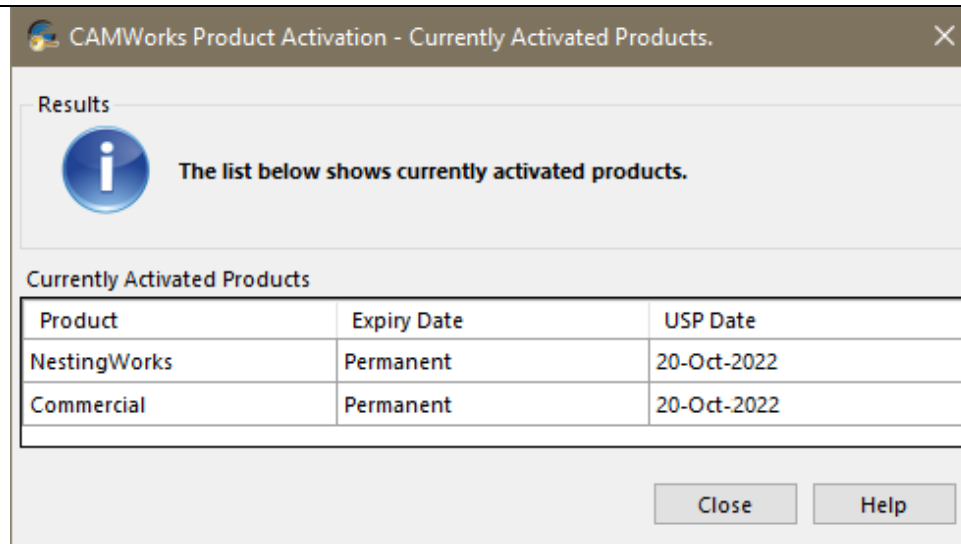 CAMWorks Product Activation - Currently Activated Products.
Results
The list below shows currently activated products.
Currently Activated Products
Product Expiry Date USP Date
NestingWorks Permanent 20-Oct-2022
Commercial Permanent 20-Oct-2022
Close Help